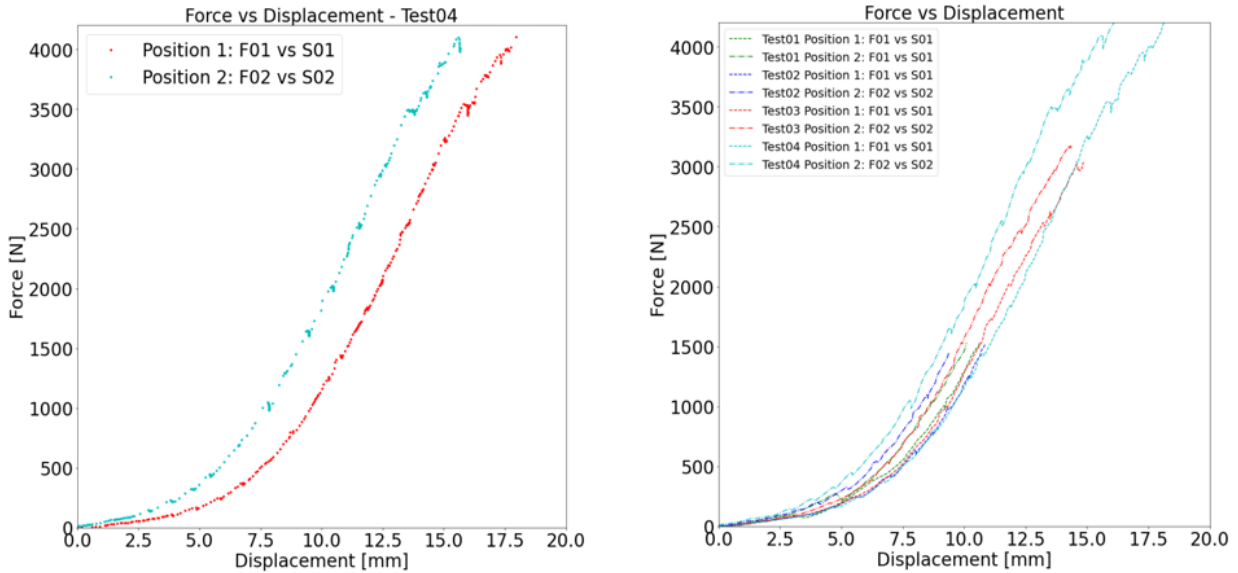 Force vs Displacement - Test04
Position 1: F01 vs S01
Position 2: F02 vs S02
4000
3500
3000
2500
2000
1500
1000
500
0
Force [N]
0.0 2.5 5.0 7.5 10.0 12.5 15.0 17.5 20.0
Displacement [mm]
Force vs Displacement
Test01 Position 1: F01 vs S01
Test01 Position 2: F01 vs S01
Test02 Position 1: F01 vs S01
Test02 Position 2: F02 vs S02
Test03 Position 1: F01 vs S01
Test03 Position 2: F02 vs S02
Test04 Position 1: F01 vs S01
Test04 Position 2: F02 vs S02
4000
3500
3000
2500
2000
1500
1000
500
0
Force [N]
0.0 2.5 5.0 7.5 10.0 12.5 15.0 17.5 20.0
Displacement [mm]